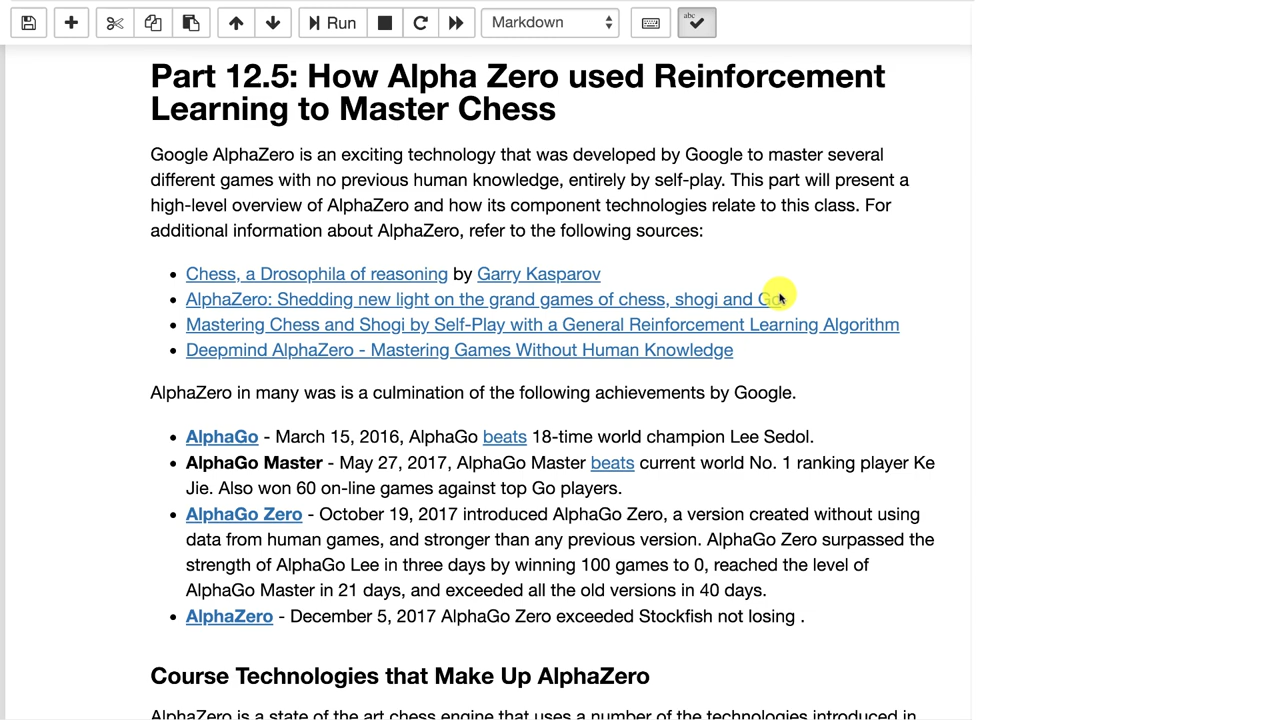 Run
Markdown
abc
Part 12.5: How Alpha Zero used Reinforcement
Learning to Master Chess
Google AlphaZero is an exciting technology that was developed by Google to master several
different games with no previous human knowledge, entirely by self-play. This part will present a
high-level overview of AlphaZero and how its component technologies relate to this class. For
additional information about AlphaZero, refer to the following sources:
• Chess, a Drosophila of reasoning by Garry Kasparov
• AlphaZero: Shedding new light on the grand games of chess, shogi and Go
• Mastering Chess and Shogi by Self-Play with a General Reinforcement Learning Algorithm
• Deepmind AlphaZero - Mastering Games Without Human Knowledge
AlphaZero in many was is a culmination of the following achievements by Google.
• AlphaGo - March 15, 2016, AlphaGo beats 18-time world champion Lee Sedol.
• AlphaGo Master - May 27, 2017, AlphaGo Master beats current world No. 1 ranking player Ke
Jie. Also won 60 on-line games against top Go players.
• AlphaGo Zero - October 19, 2017 introduced AlphaGo Zero, a version created without using
data from human games, and stronger than any previous version. AlphaGo Zero surpassed the
strength of AlphaGo Lee in three days by winning 100 games to 0, reached the level of
AlphaGo Master in 21 days, and exceeded all the old versions in 40 days.
• AlphaZero - December 5, 2017 AlphaGo Zero exceeded Stockfish not losing .
Course Technologies that Make Up AlphaZero
AlphaZero is a state of the art chess engine that uses a number of the technologies introduced in